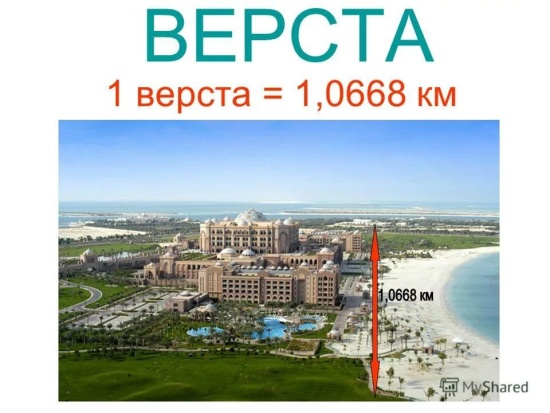 ВЕРСТА
1 верста = 1,0668 км
1,0668 км
MyShared